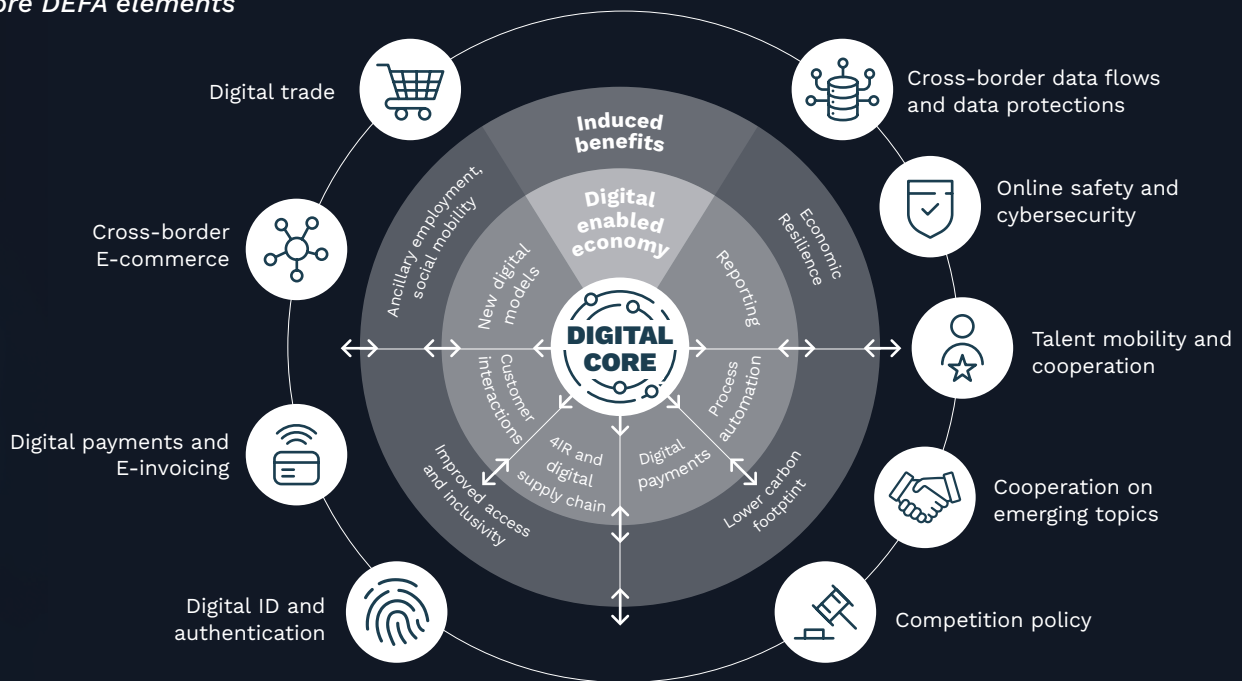 ore DEFA elements
Digital trade
Cross-border
E-commerce
Digital payments and
E-invoicing
Digital ID and
authentication
Cross-border data flows
and data protections
Online safety and
cybersecurity
Talent mobility and
cooperation
Cooperation on
emerging topics
Competition policy
Induced
benefits
Digital
enabled
economy
Ancillary employment,
social mobility
New digital
models
Reporting
Economic
Resilience
DIGITAL
CORE
Customer
interactions
4IR and
digital
supply chain
Digital
payments
Process
automation
Improved access
and inclusivity
Lower carbon
footptint